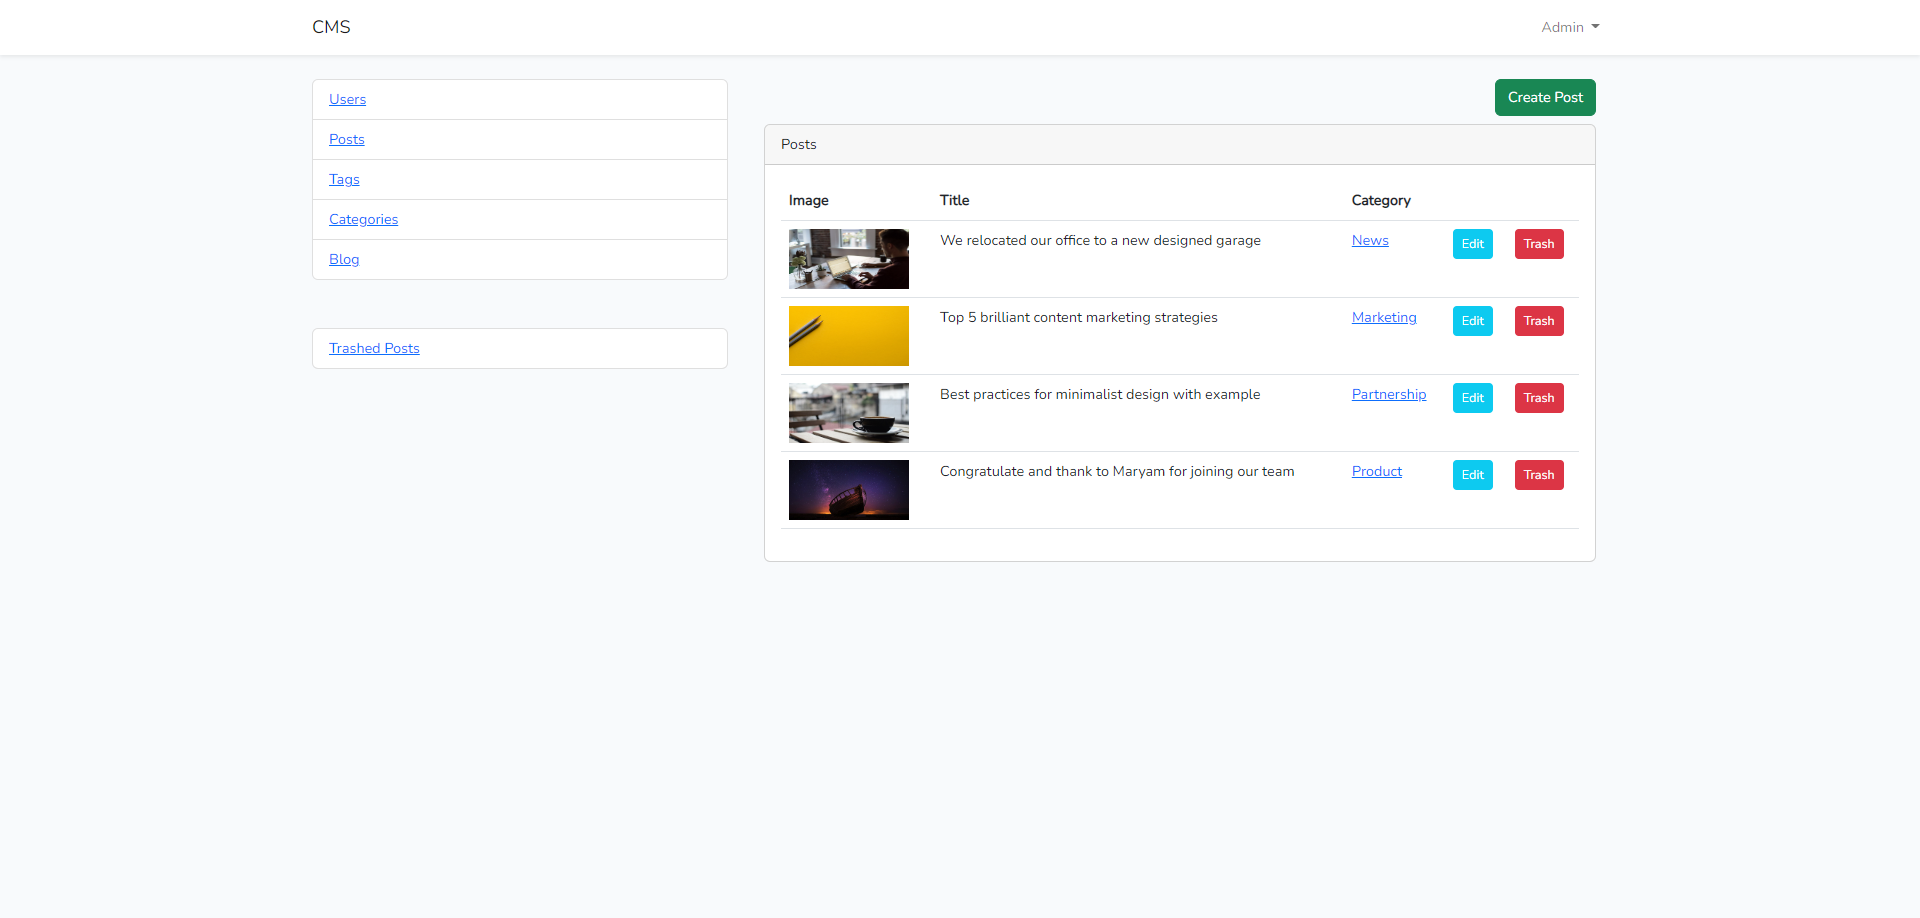 CMS
Admin
Users
Posts
Tags
Categories
Blog
Trashed Posts
Create Post
Posts
Image Title Category
We relocated our office to a new designed garage News Edit Trash
Top 5 brilliant content marketing strategies Marketing Edit Trash
Best practices for minimalist design with example Partnership Edit Trash
Congratulate and thank to Maryam for joining our team Product Edit Trash